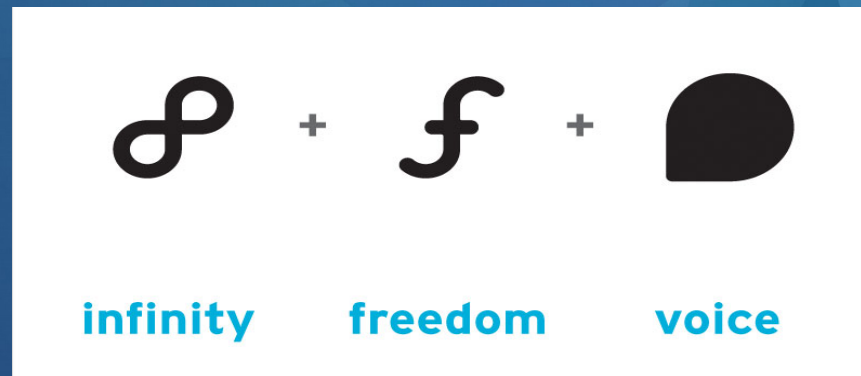 + f +
infinity freedom voice